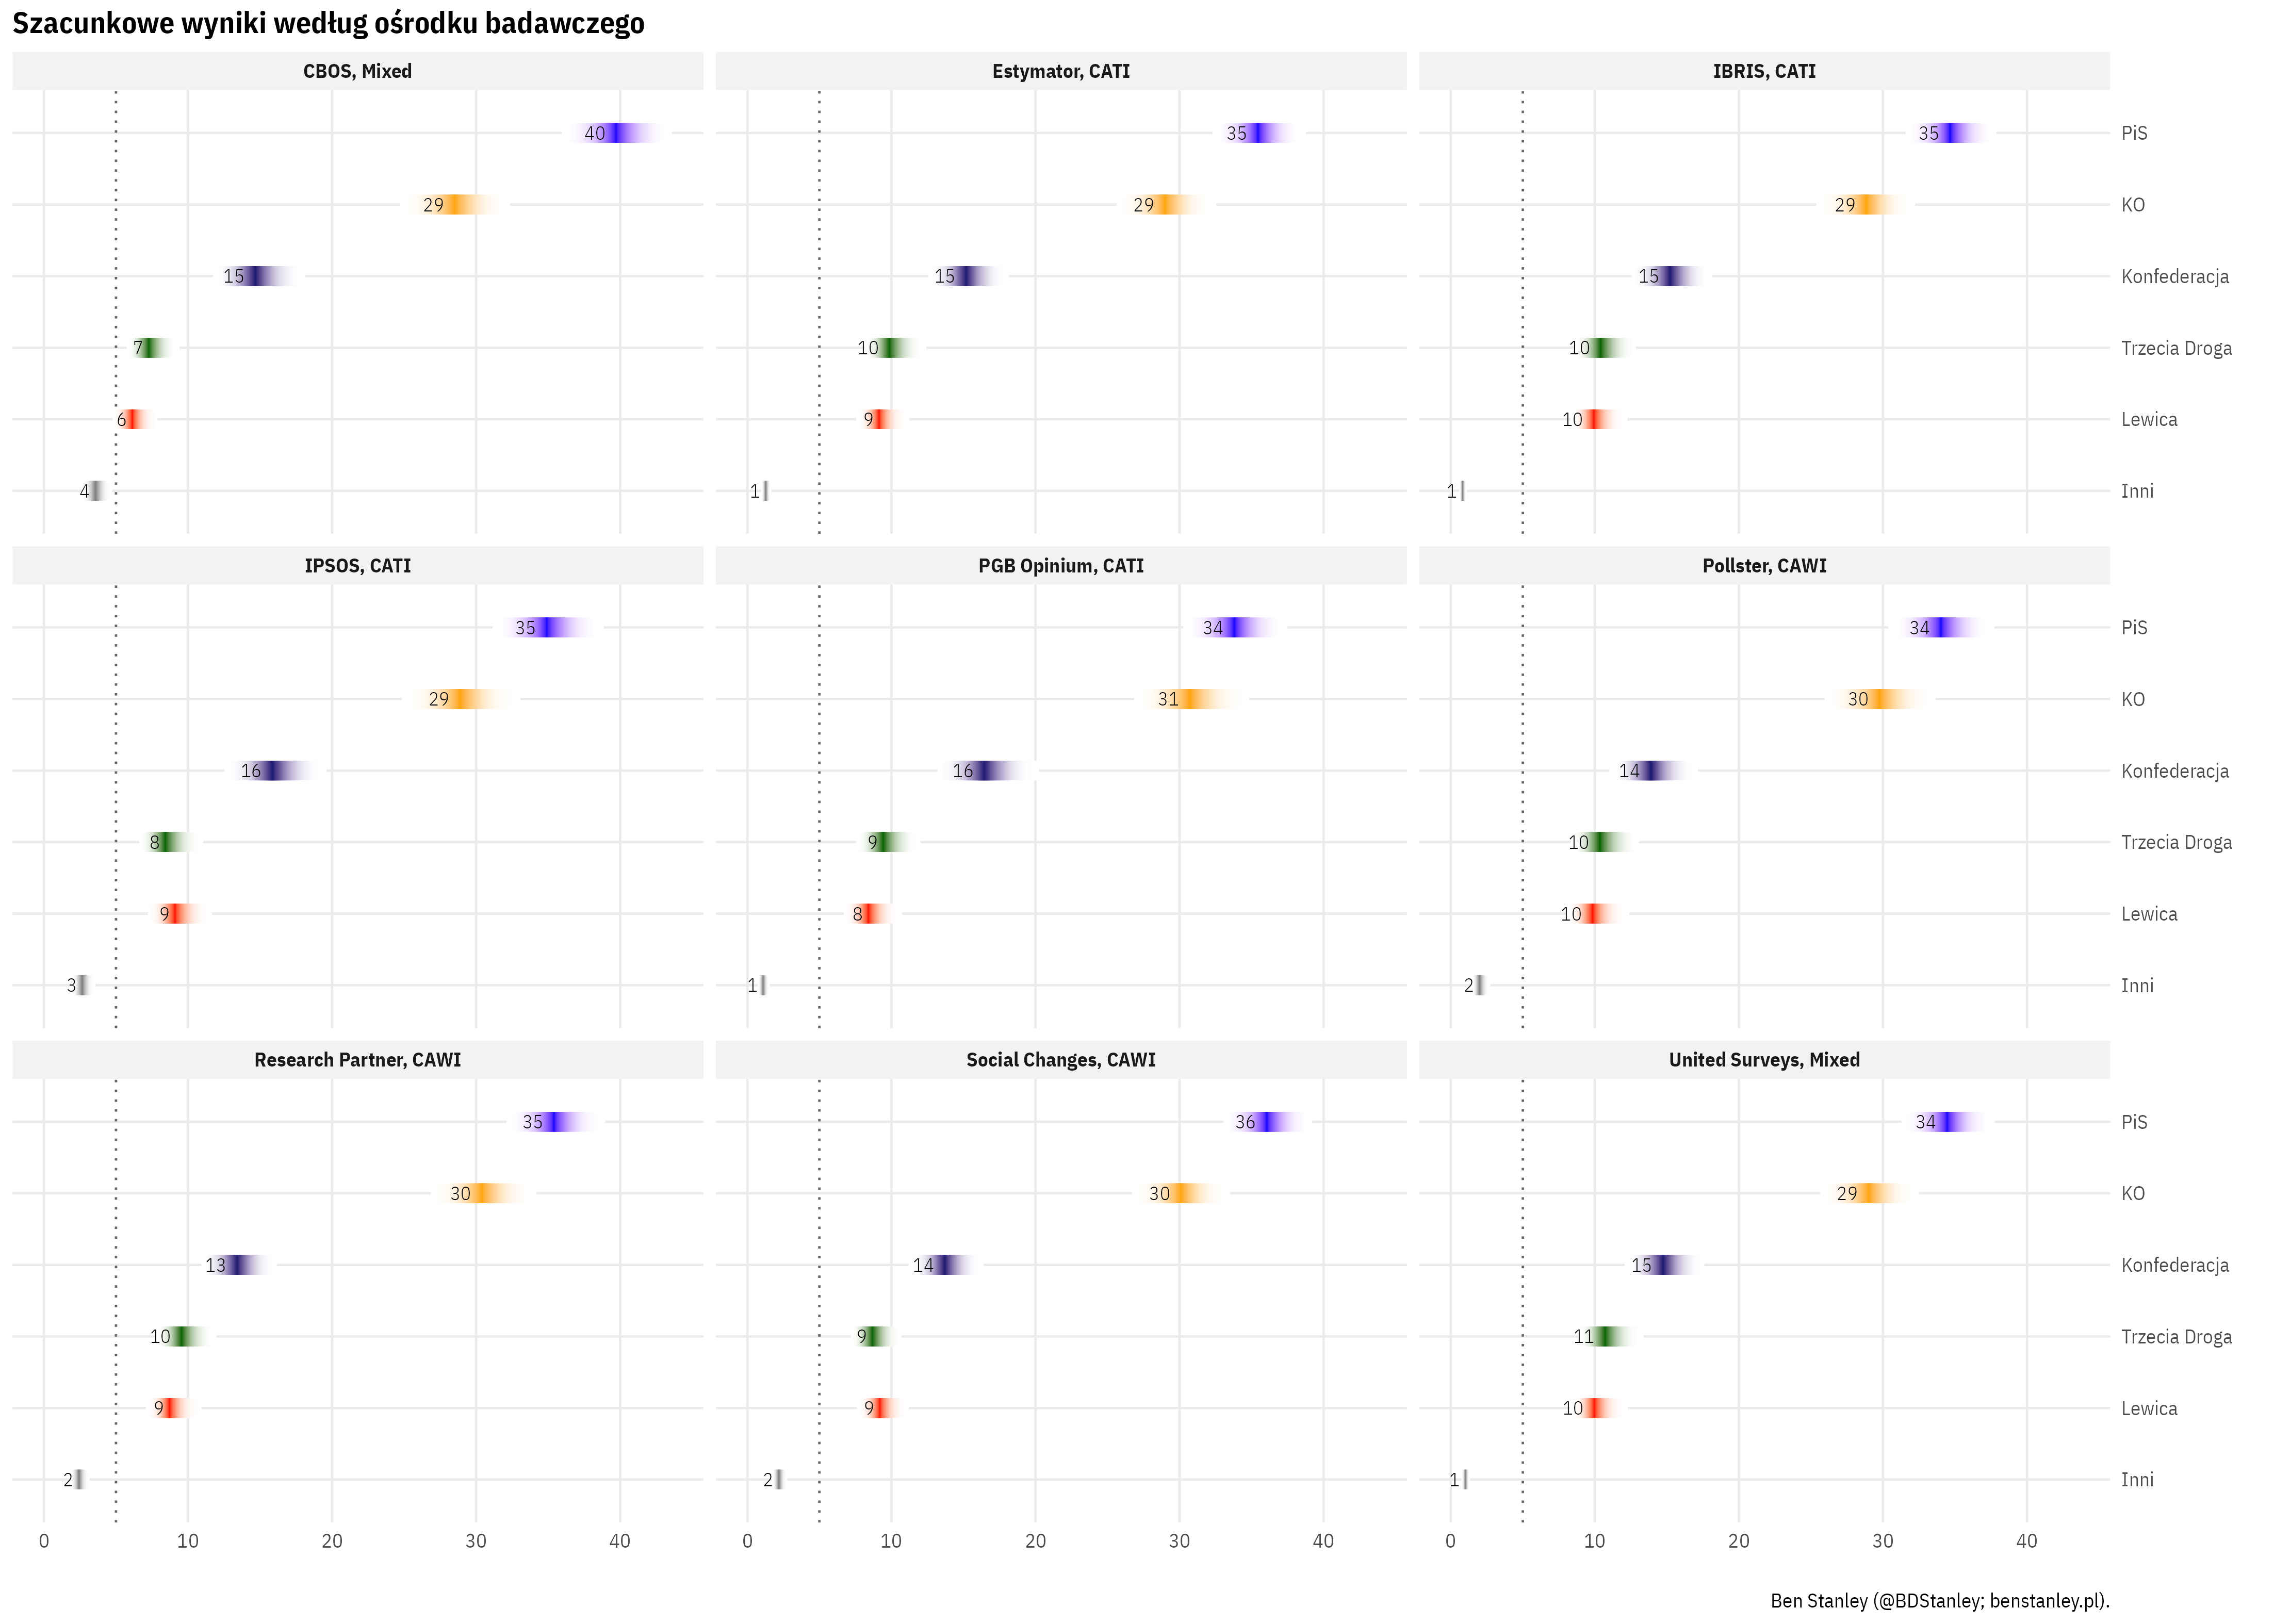 Szacunkowe wyniki według ośrodku badawczego
CBOS, Mixed
Estymator, CATI
IBRIS, CATI
40
35
35
PiS
29
29
29
KO
15
15
15
Konfederacja
7
10
10
Trzecia Droga
6
9
10
Lewica
4
1
1
Inni
IPSOS, CATI
PGB Opinium, CATI
Pollster, CAWI
35
34
34
PiS
29
31
30
KO
16
16
14
Konfederacja
8
9
10
Trzecia Droga
9
8
10
Lewica
3
1
2
Inni
Research Partner, CAWI
Social Changes, CAWI
United Surveys, Mixed
35
36
34
PiS
30
30
29
KO
13
14
15
Konfederacja
10
9
11
Trzecia Droga
9
9
10
Lewica
2
2
1
Inni
0 10 20 30 40
0 10 20 30 40
0 10 20 30 40
Ben Stanley (@BDStanley; benstanley.pl).